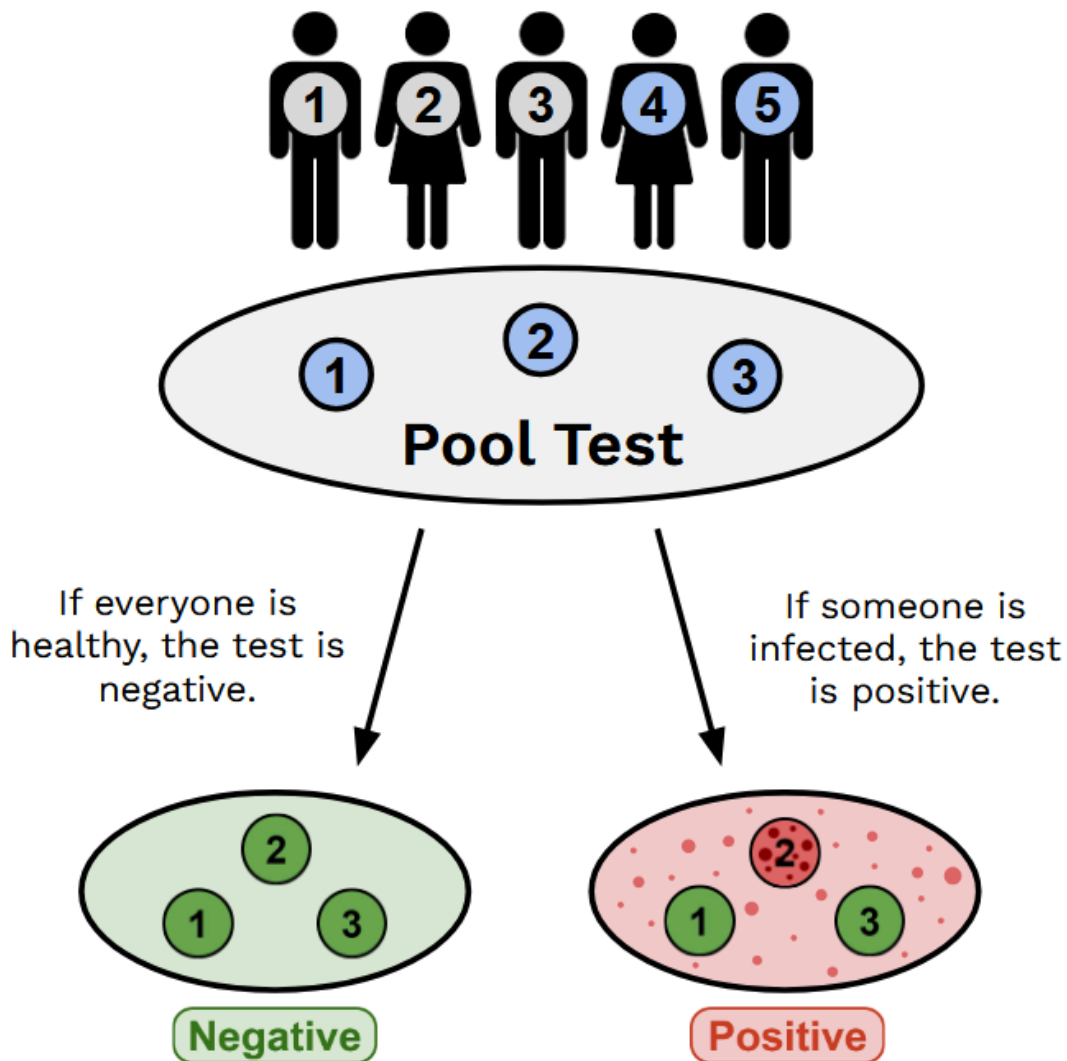 1 2 3 4 5
1 2 3
Pool Test
If everyone is
healthy, the test is
negative.
If someone is
infected, the test
is positive.
2
1 3
Negative
2
1 3
Positive